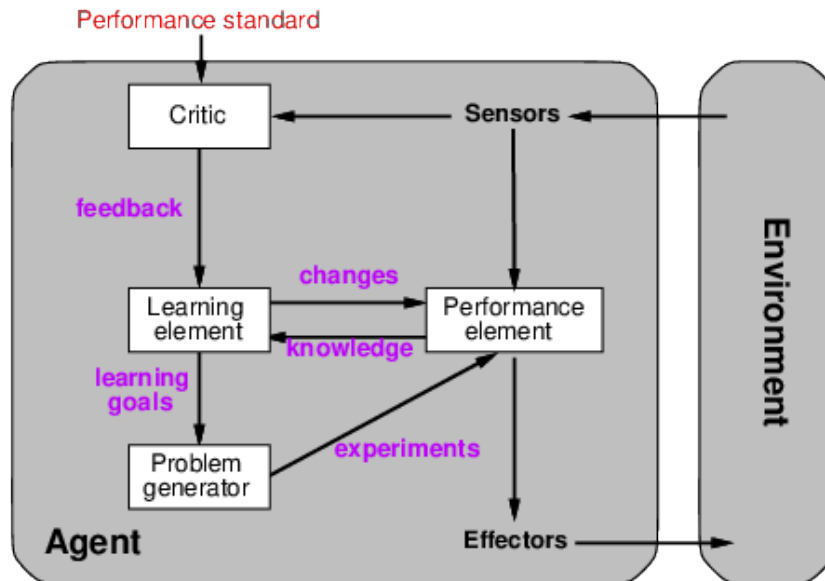 Performance standard
Critic
Sensors
feedback
changes
Learning
element
Performance
element
knowledge
learning
goals
experiments
Problem
generator
Agent
Effectors
Environment